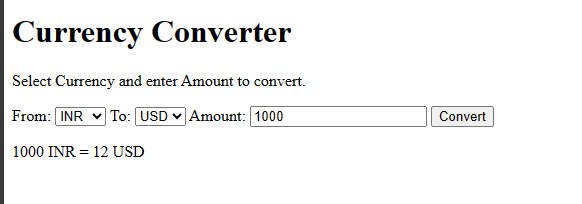 Currency Converter
Select Currency and enter Amount to convert.
From: INR To: USD Amount: 1000 Convert
1000 INR = 12 USD